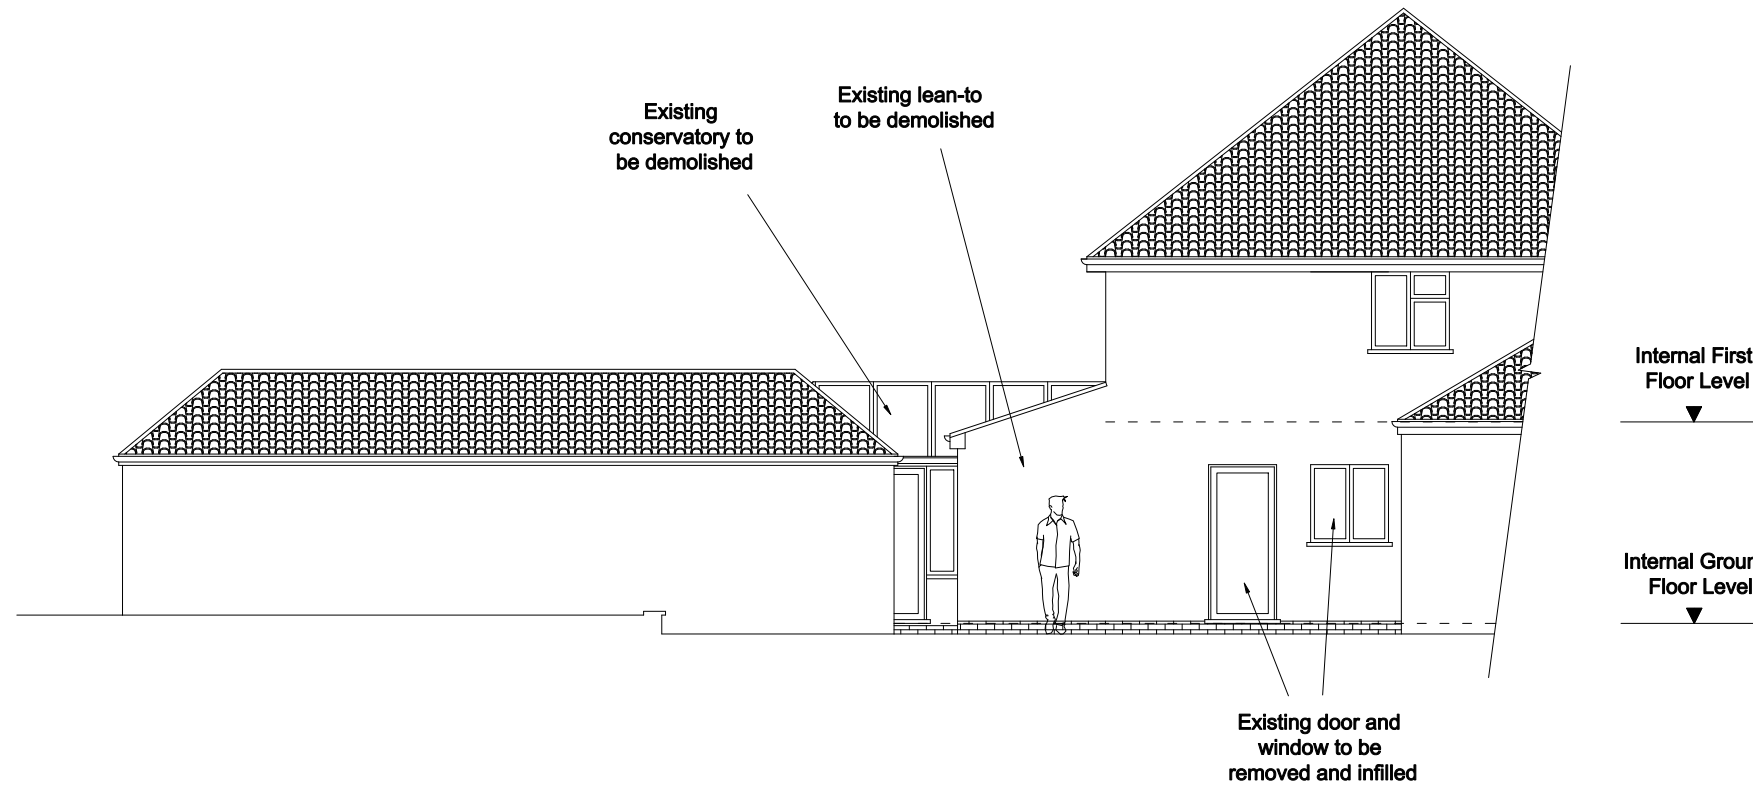 Existing
conservatory to
be demolished
Existing lean-to
to be demolished
Internal First
Floor Level
Internal
Floor Level
Existing door and
window to be
removed and infilled